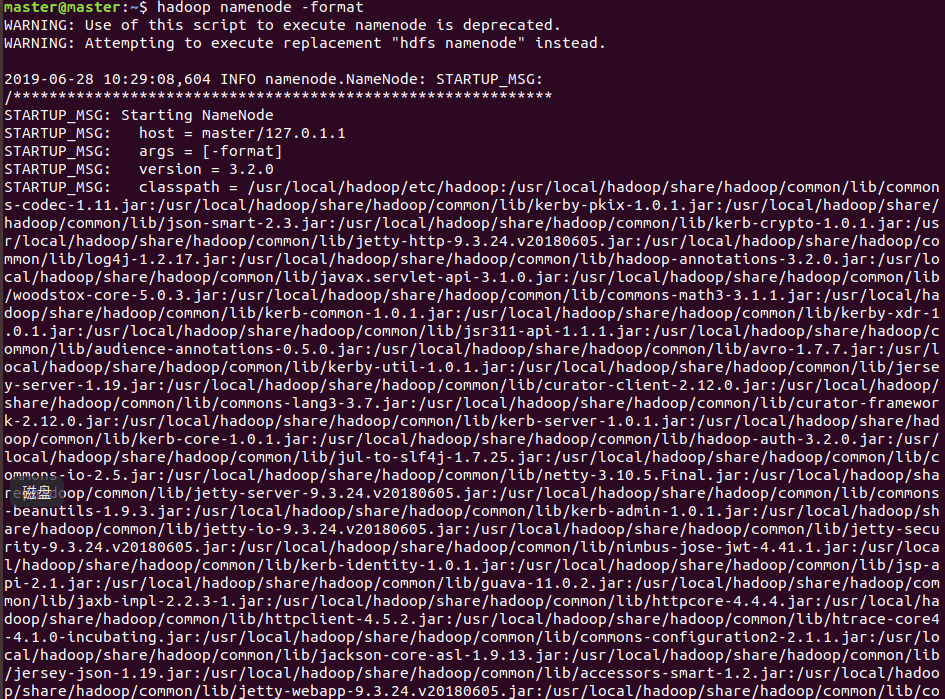 master@master:~$ hadoop namenode -format
WARNING: Use of this script to execute namenode is deprecated.
WARNING: Attempting to execute replacement "hdfs namenode" instead.
2019-06-28 10:29:08,604 INFO namenode.NameNode: STARTUP_MSG:
/************************************************************
STARTUP_MSG: Starting NameNode
STARTUP_MSG:   host = master/127.0.1.1
STARTUP_MSG:   args = [-format]
STARTUP_MSG:   version = 3.2.0
STARTUP_MSG:   classpath = /usr/local/hadoop/etc/hadoop:/usr/local/hadoop/share/hadoop/common/lib/common
s-codec-1.11.jar:/usr/local/hadoop/share/hadoop/common/lib/kerby-pkix-1.0.1.jar:/usr/local/hadoop/share/
hadoop/common/lib/json-smart-2.3.jar:/usr/local/hadoop/share/hadoop/common/lib/kerb-crypto-1.0.1.jar:/us
r/local/hadoop/share/hadoop/common/lib/jetty-http-9.3.24.v20180605.jar:/usr/local/hadoop/share/hadoop/co
mmon/lib/log4j-1.2.17.jar:/usr/local/hadoop/share/hadoop/common/lib/hadoop-annotations-3.2.0.jar:/usr/lo
cal/hadoop/share/hadoop/common/lib/javax.servlet-api-3.1.0.jar:/usr/local/hadoop/share/hadoop/common/lib
/woodstox-core-5.0.3.jar:/usr/local/hadoop/share/hadoop/common/lib/commons-math3-3.1.1.jar:/usr/local/ha
doop/share/hadoop/common/lib/kerb-common-1.0.1.jar:/usr/local/hadoop/share/hadoop/common/lib/kerby-xdr-1
.0.1.jar:/usr/local/hadoop/share/hadoop/common/lib/jsr311-api-1.1.1.jar:/usr/local/hadoop/share/hadoop/c
ommon/lib/audience-annotations-0.5.0.jar:/usr/local/hadoop/share/hadoop/common/lib/avro-1.7.7.jar:/usr/l
ocal/hadoop/share/hadoop/common/lib/kerby-util-1.0.1.jar:/usr/local/hadoop/share/hadoop/common/lib/jerse
y-server-1.19.jar:/usr/local/hadoop/share/hadoop/common/lib/curator-client-2.12.0.jar:/usr/local/hadoop/
share/hadoop/common/lib/commons-lang3-3.7.jar:/usr/local/hadoop/share/hadoop/common/lib/curator-framewor
k-2.12.0.jar:/usr/local/hadoop/share/hadoop/common/lib/kerb-server-1.0.1.jar:/usr/local/hadoop/share/had
oop/common/lib/kerb-core-1.0.1.jar:/usr/local/hadoop/share/hadoop/common/lib/hadoop-auth-3.2.0.jar:/usr/
local/hadoop/share/hadoop/common/lib/jul-to-slf4j-1.7.25.jar:/usr/local/hadoop/share/hadoop/common/lib/c
ommons-io-2.5.jar:/usr/local/hadoop/share/hadoop/common/lib/netty-3.10.5.Final.jar:/usr/local/hadoop/sha
re 磁盘oop/common/lib/jetty-server-9.3.24.v20180605.jar:/usr/local/hadoop/share/hadoop/common/lib/commons
-beanutils-1.9.3.jar:/usr/local/hadoop/share/hadoop/common/lib/kerb-admin-1.0.1.jar:/usr/local/hadoop/sh
are/hadoop/common/lib/jetty-io-9.3.24.v20180605.jar:/usr/local/hadoop/share/hadoop/common/lib/jetty-secu
rity-9.3.24.v20180605.jar:/usr/local/hadoop/share/hadoop/common/lib/nimbus-jose-jwt-4.41.1.jar:/usr/loca
l/hadoop/share/hadoop/common/lib/kerb-identity-1.0.1.jar:/usr/local/hadoop/share/hadoop/common/lib/jsp-a
pi-2.1.jar:/usr/local/hadoop/share/hadoop/common/lib/guava-11.0.2.jar:/usr/local/hadoop/share/hadoop/com
mon/lib/jaxb-impl-2.2.3-1.jar:/usr/local/hadoop/share/hadoop/common/lib/httpcore-4.4.4.jar:/usr/local/ha
doop/share/hadoop/common/lib/httpclient-4.5.2.jar:/usr/local/hadoop/share/hadoop/common/lib/htrace-core4
-4.1.0-incubating.jar:/usr/local/hadoop/share/hadoop/common/lib/commons-configuration2-2.1.1.jar:/usr/lo
cal/hadoop/share/hadoop/common/lib/jackson-core-asl-1.9.13.jar:/usr/local/hadoop/share/hadoop/common/lib
/jersey-json-1.19.jar:/usr/local/hadoop/share/hadoop/common/lib/accessors-smart-1.2.jar:/usr/local/hadoo
p/share/hadoop/common/lib/jetty-webapp-9.3.24.v20180605.jar:/usr/local/hadoop/share/hadoop/common/lib/co